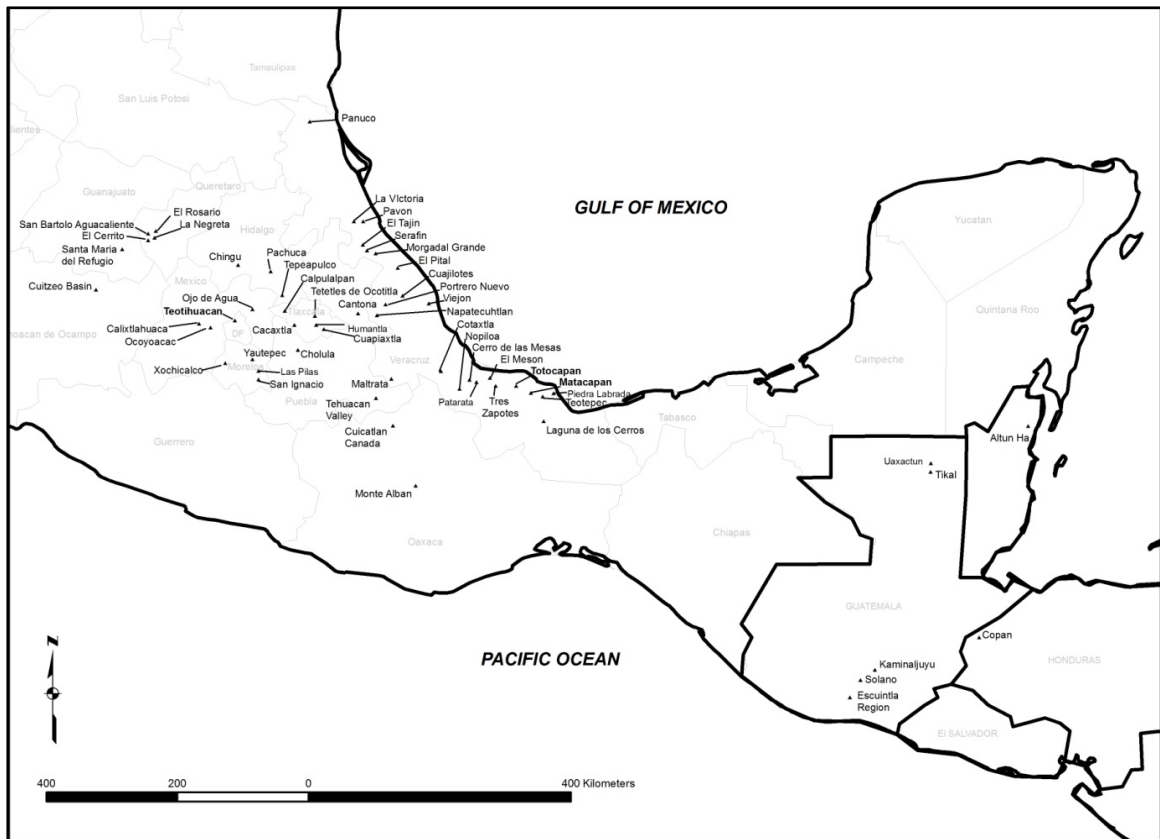 Tamaulipas
San Luis Potosi
Panuco
Guanajuato
Queretaro
La VIctoria
Pavon
El Tajin
Serafin
Morgadal Grande
El Pital
Cuajilotes
Portrero Nuevo
Viejon
Napatecuhtlan
GULF OF MEXICO
Yucatan
Quintana Roo
Campeche
El Rosario
San Bartolo Aguacaliente
La Negreta
El Cerrito
Santa Maria
del Refugio
Hidalgo
Pachuca
Chingu
Tepeapulco
Calpulalpan
Cuitzeo Basin
Mexico
Tetetles de Ocotitla
Ojo de Agua
Cantona
Teotihuacan
Tlaxcala
Calixtlahuaca
DF
Cacaxtla
Humantla
Ocoyoacac
Cuapiaxtla
Yautepec
Cholula
Xochicalco
Morelos
Las Pilas
San Ignacio
Puebla
Veracruz
Maltrata
Tehuacan
Valley
Cuicatlan
Canada
Cotaxtla
Nopiloa
Cerro de las Mesas
El Meson
Totocapan
Matacapan
Piedra Labrada
Teotepec
Patarata
Tres
Zapotes
Laguna de los Cerros
Tabasco
Guerrero
Monte Alban
Oaxaca
Chiapas
Altun Ha
Uaxactun
Tikal
GUATEMALA
Copan
HONDURAS
Kaminaljuyu
Solano
Escuintla
Region
El SALVADOR
PACIFIC OCEAN
N
400 200 0 400 Kilometers